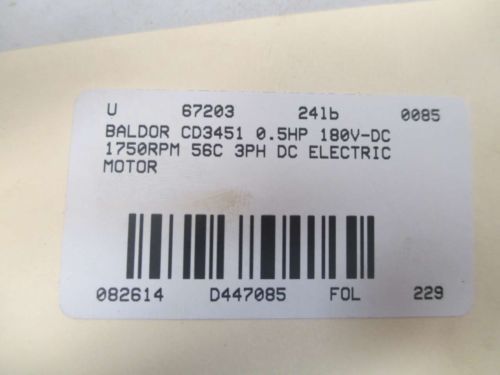 U 67203 24lb 0085
BALDOR CD3451 0.5HP 180V-DC
1750RPM 56C 3PH DC ELECTRIC
MOTOR
082614 D447085 FOL 229